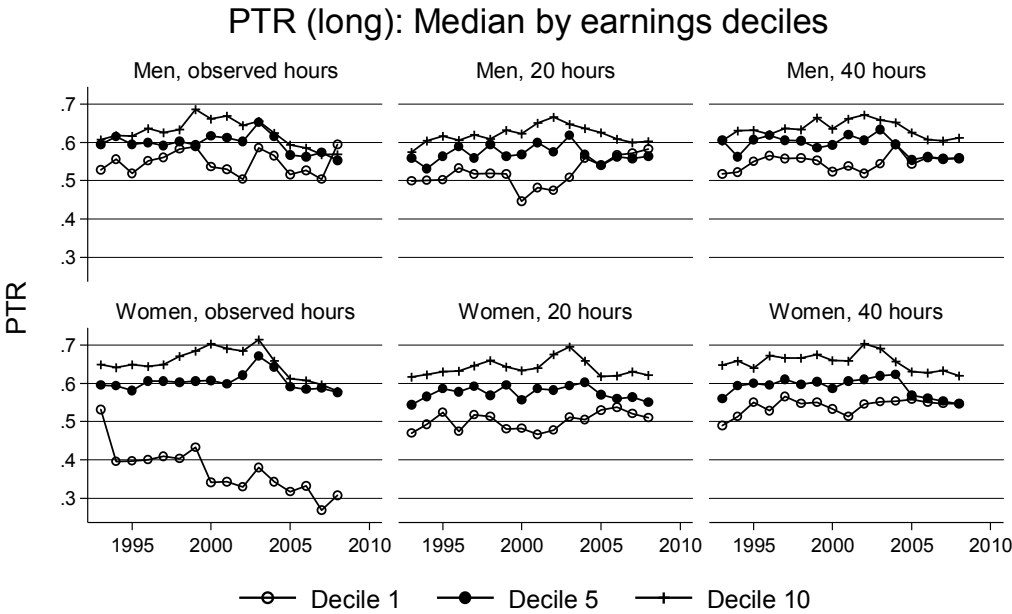 PTR (long): Median by earnings deciles
Men, observed hours
Men, 20 hours
Men, 40 hours
.7
.6
.5
.4
.3
Women, observed hours
Women, 20 hours
Women, 40 hours
.7
.6
.5
.4
.3
PTR
1995 2000 2005 2010
1995 2000 2005 2010
1995 2000 2005 2010
Decile 1 Decile 5 Decile 10